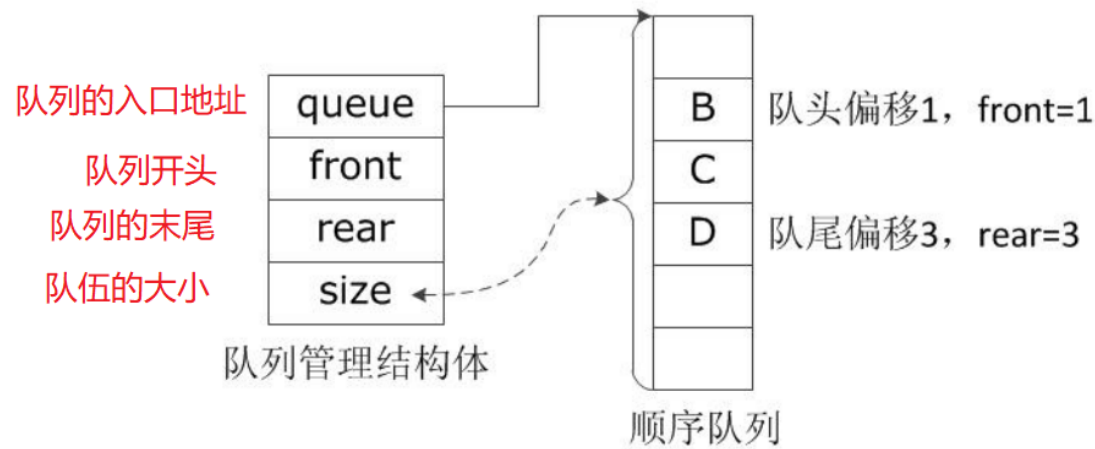 队列的入口地址
queue
队列开头
front
队列的末尾
rear
队伍的大小
size
队列管理结构体
B
队头偏移1，front=1
C
D
队尾偏移3，rear=3
顺序队列